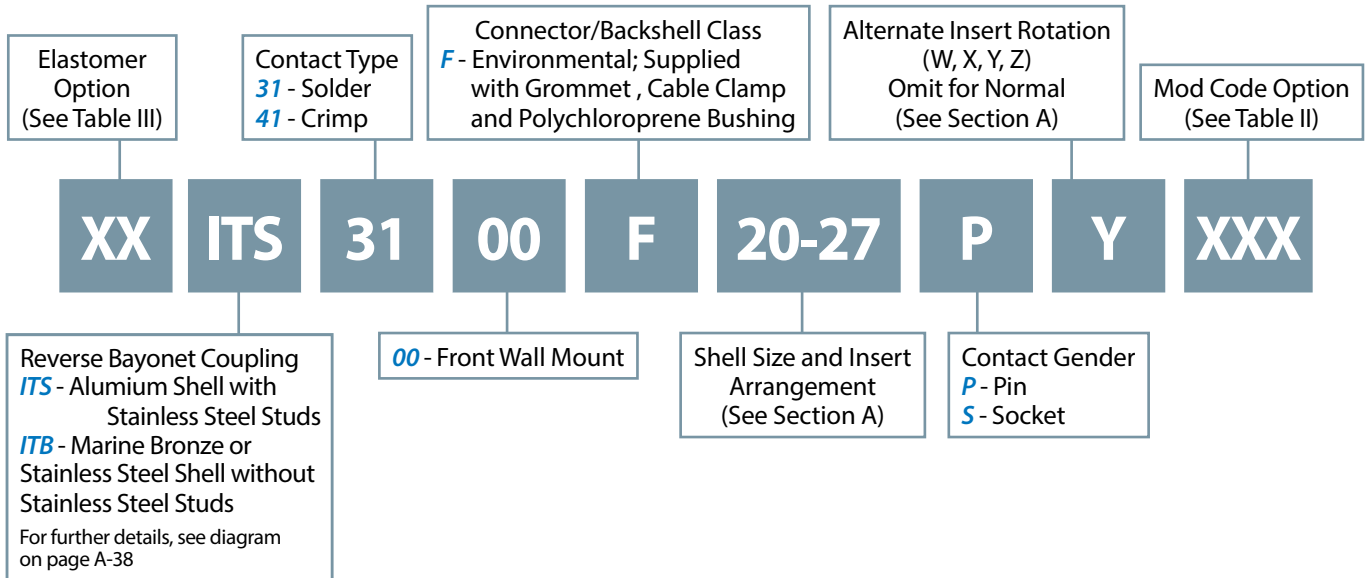 Elastomer
Option
(See Table III)
Contact Type
31 - Solder
41 - Crimp
Connector/Backshell Class
F - Environmental; Supplied
with Grommet , Cable Clamp
and Polychloroprene Bushing
Alternate Insert Rotation
(W, X, Y, Z)
Omit for Normal
(See Section A)
Mod Code Option
(See Table II)
XX ITS 31 00 F 20-27 P Y XXX
Reverse Bayonet Coupling
ITS - Alumium Shell with
Stainless Steel Studs
ITB - Marine Bronze or
Stainless Steel Shell without
Stainless Steel Studs
For further details, see diagram
on page A-38
00 - Front Wall Mount
Shell Size and Insert
Arrangement
(See Section A)
Contact Gender
P - Pin
S - Socket